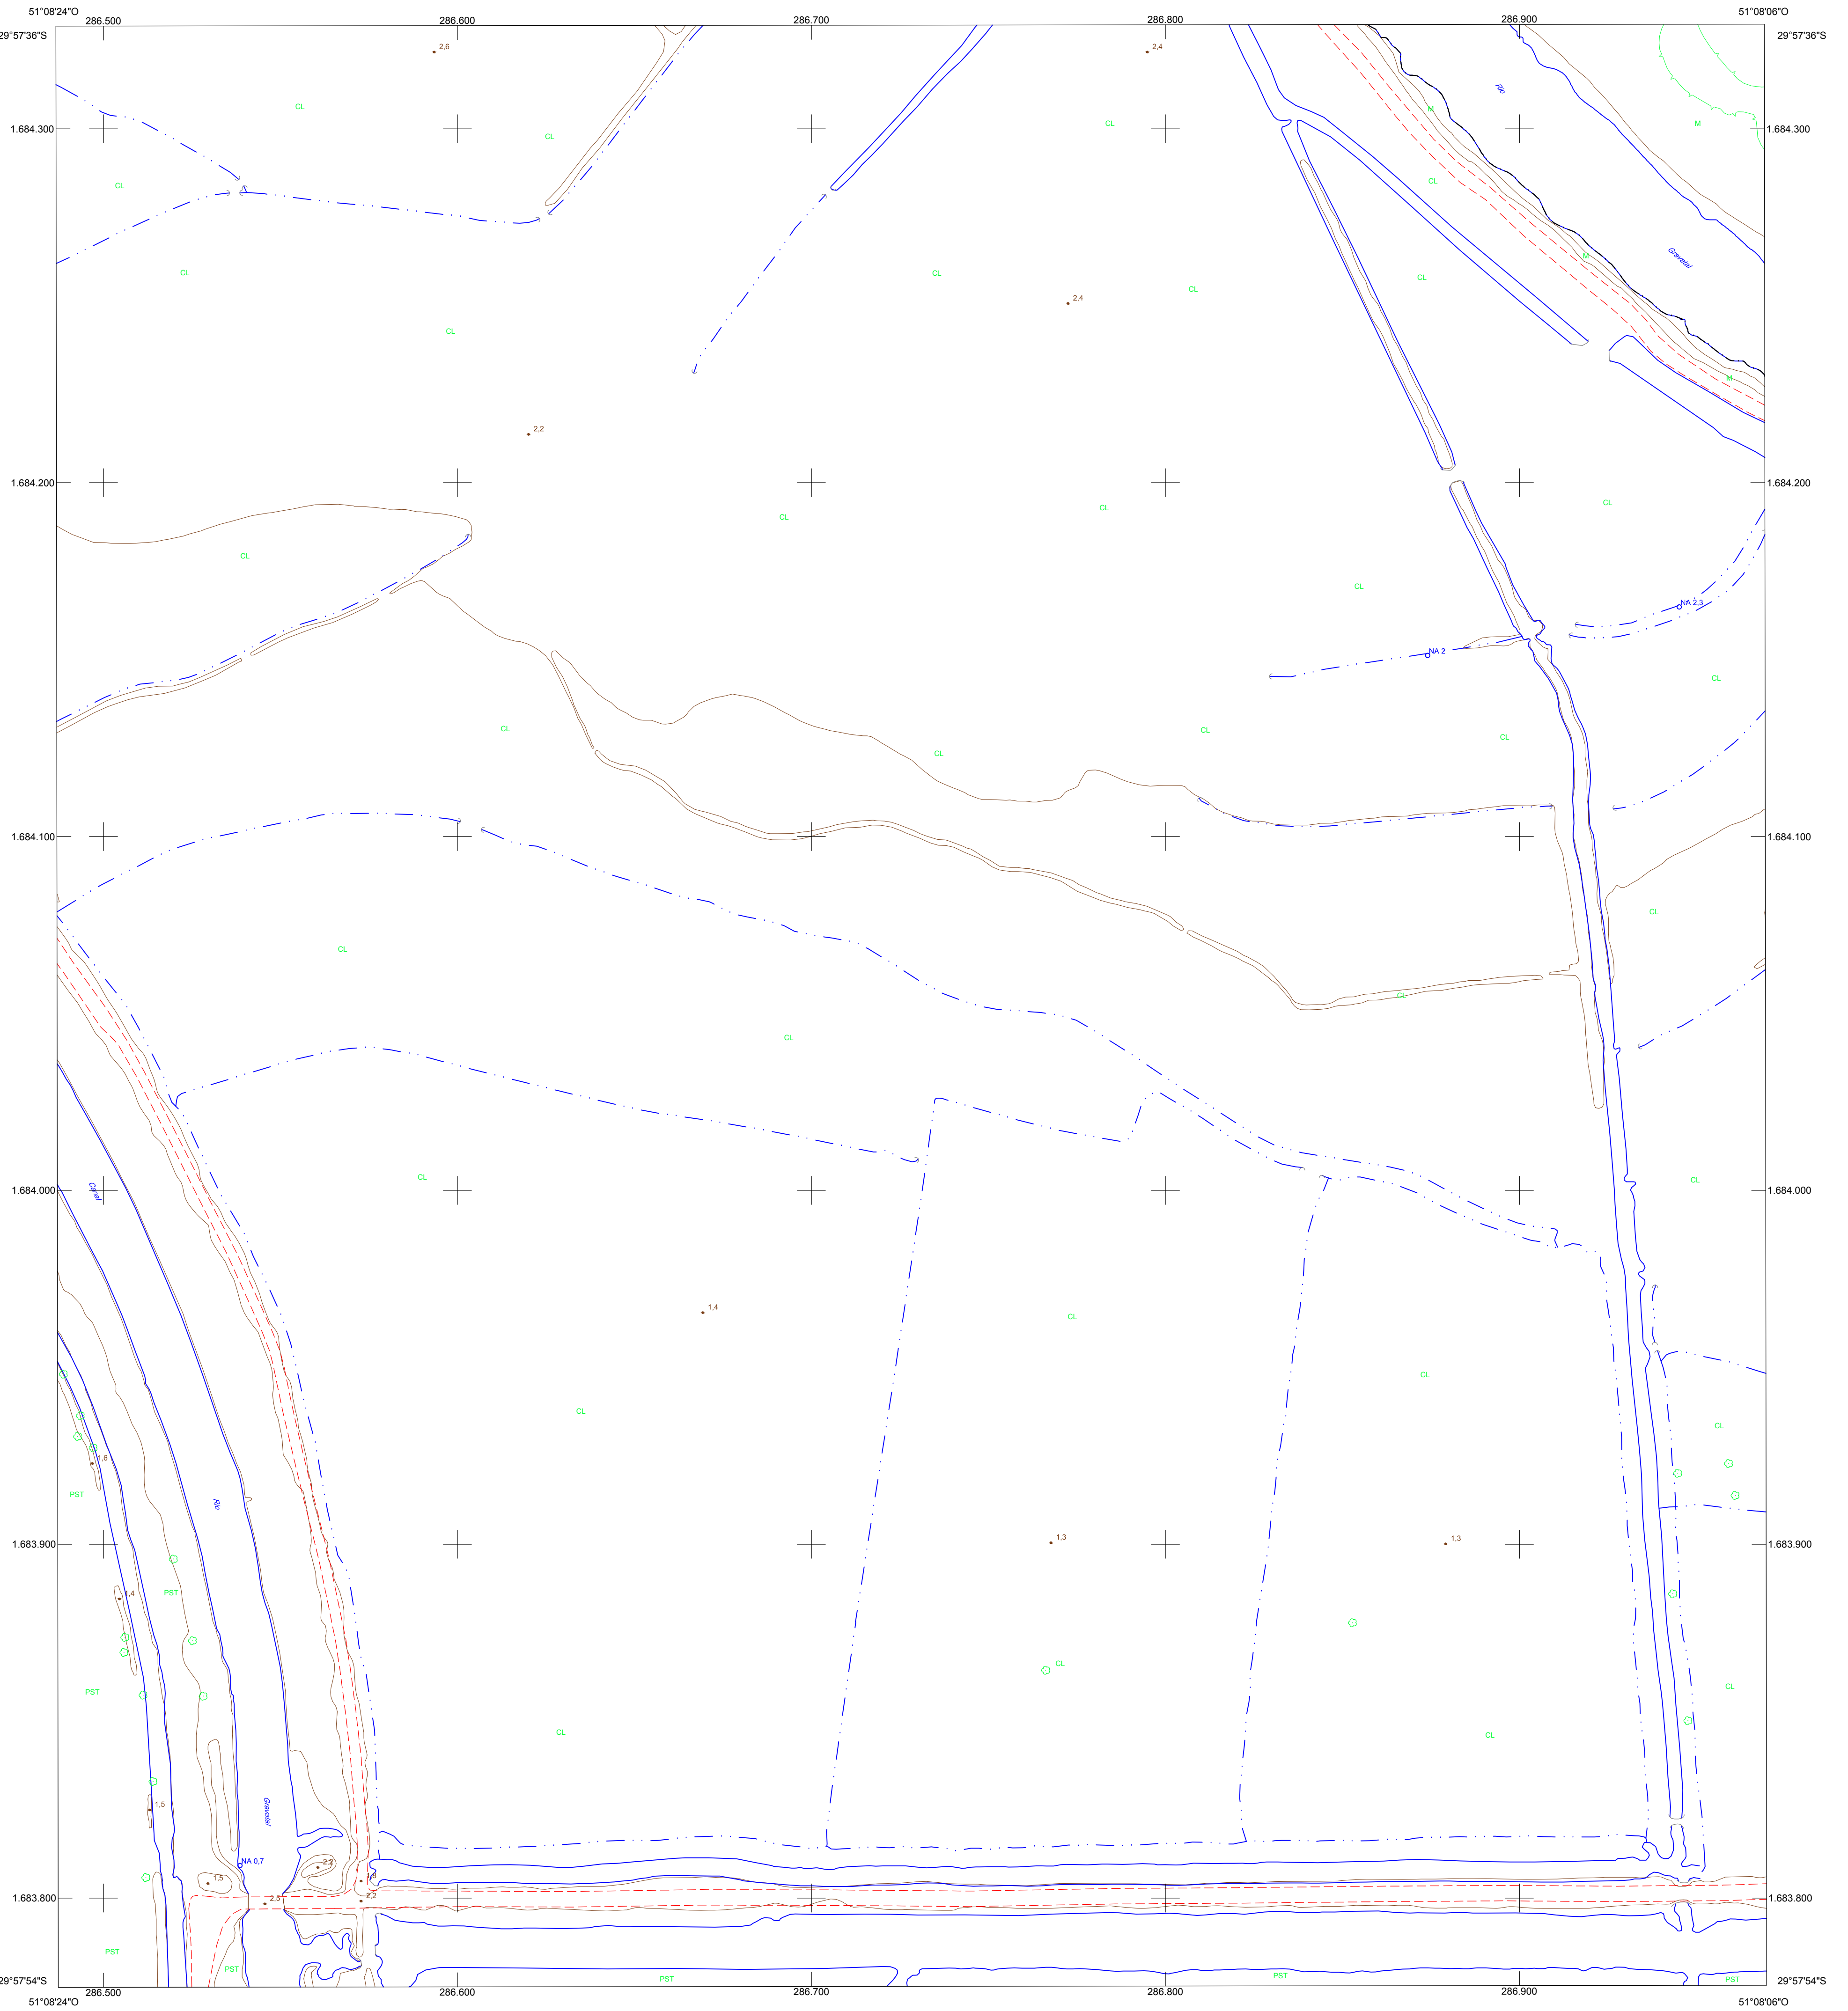 51°08'24"O
286.500
286.600
286.700
286.800
286.900
51°08'06"O
29°57'36"S
29°57'36"S
2,6
2,4
Rio
CL
M
CL
M
1.684.300
CL
1.684.300
CL
CL
CL
Gravatai
M
CL
CL
CL
CL
2,4
CL
M
2,2
1.684.200
1.684.200
CL
CL
CL
CL
CL
NA 2,3
NA 2
CL
CL
CL
CL
CL
1.684.100
1.684.100
CL
CL
CL
CL
CL
CL
Canal
1.684.000
1.684.000
1,4
CL
CL
CL
CL
1,6
PST
Rio
1.683.900
1,3
1,3
1.683.900
1,4
PST
CL
PST
CL
CL
CL
1,5
Gravatai
NA 0,7
2,2
1,5
1,8
2,5
2,2
1.683.800
1.683.800
PST
PST
PST
PST
PST
29°57'54"S
29°57'54"S
286.500
286.600
286.700
286.800
286.900
51°08'24"O
51°08'06"O